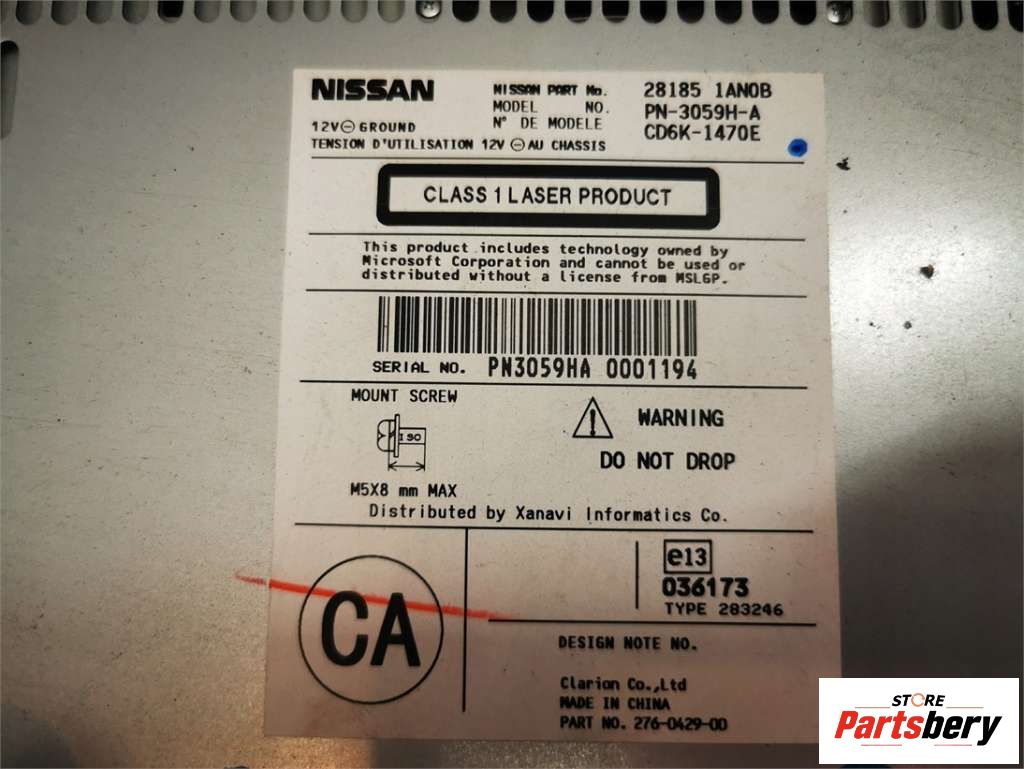 NISSAN NISSAN PART No. 28185 1AN0B
MODEL NO. PN-3059H-A
12V⊖GROUND N° DE MODELE CD6K-1470E
TENSION D'UTILISATION 12V ⊖AU CHASSIS
CLASS 1 LASER PRODUCT
This product includes technology owned by
Microsoft Corporation and cannot be used or
distributed without a license from MSLGP.
SERIAL NO. PN3059HA 0001194
MOUNT SCREW
WARNING
ISO
DO NOT DROP
M5X8 mm MAX
Distributed by Xanavi Informatics Co.
e13
036173
TYPE 283246
CA
DESIGN NOTE NO.
Clarion Co.,Ltd
MADE IN CHINA
PART NO. 276-0429-00
STORE
Partsbery